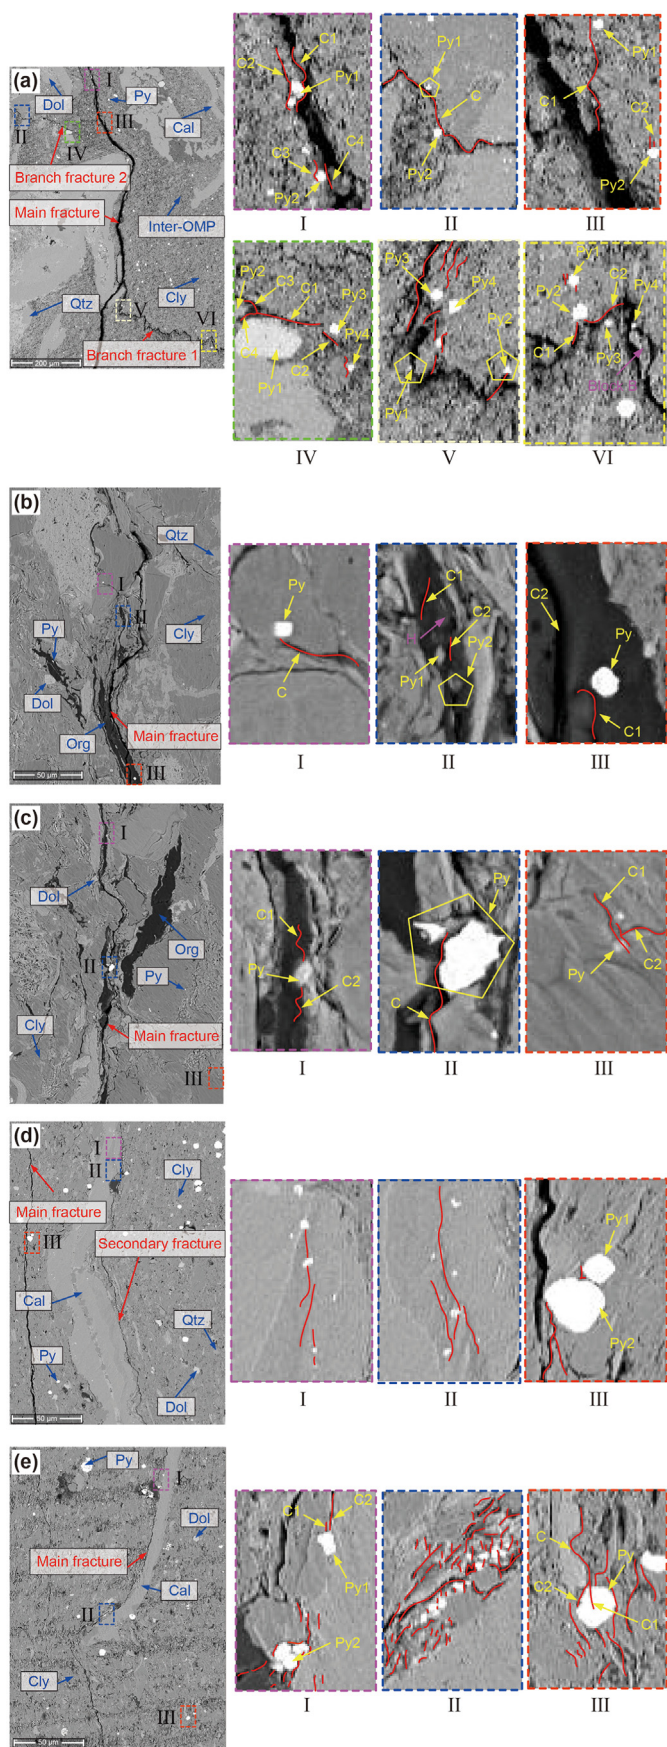 (a)
I
Dol
Py
II
III
Cal
IV
Branch fracture 2
Main fracture
Inter-OMP
Qtz
Cly
V
VI
Branch fracture 1
200 μm
C1
C2
Py1
C3
C4
Py2
I
Py1
C
Py2
II
Py1
C1
C2
Py2
III
Py2
C3
C1
Py3
Py4
C4
C2
Py1
IV
Py3
Py4
Py2
Py1
V
Py1
C2
Py2
Py4
C1
Py3
VI
(b)
Qtz
I
II
Py
Cly
Dol
Org
Main fracture
III
50 μm
Py
C
I
C1
C2
Py2
Py1
II
C2
Py
C1
III
(c)
I
Dol
Org
II
Py
Cly
Main fracture
III
C1
Py
C2
I
Py
C
II
C1
Py
C2
III
(d)
I
II
Cly
Main fracture
III
Secondary fracture
Cal
Qtz
Py
Dol
50 μm
I
II
Py1
Py2
III
(e)
Py
I
Dol
Main fracture
Cal
II
Cly
III
50 μm
C1
C2
Py1
Py2
I
II
C
Py
C2
C1
III